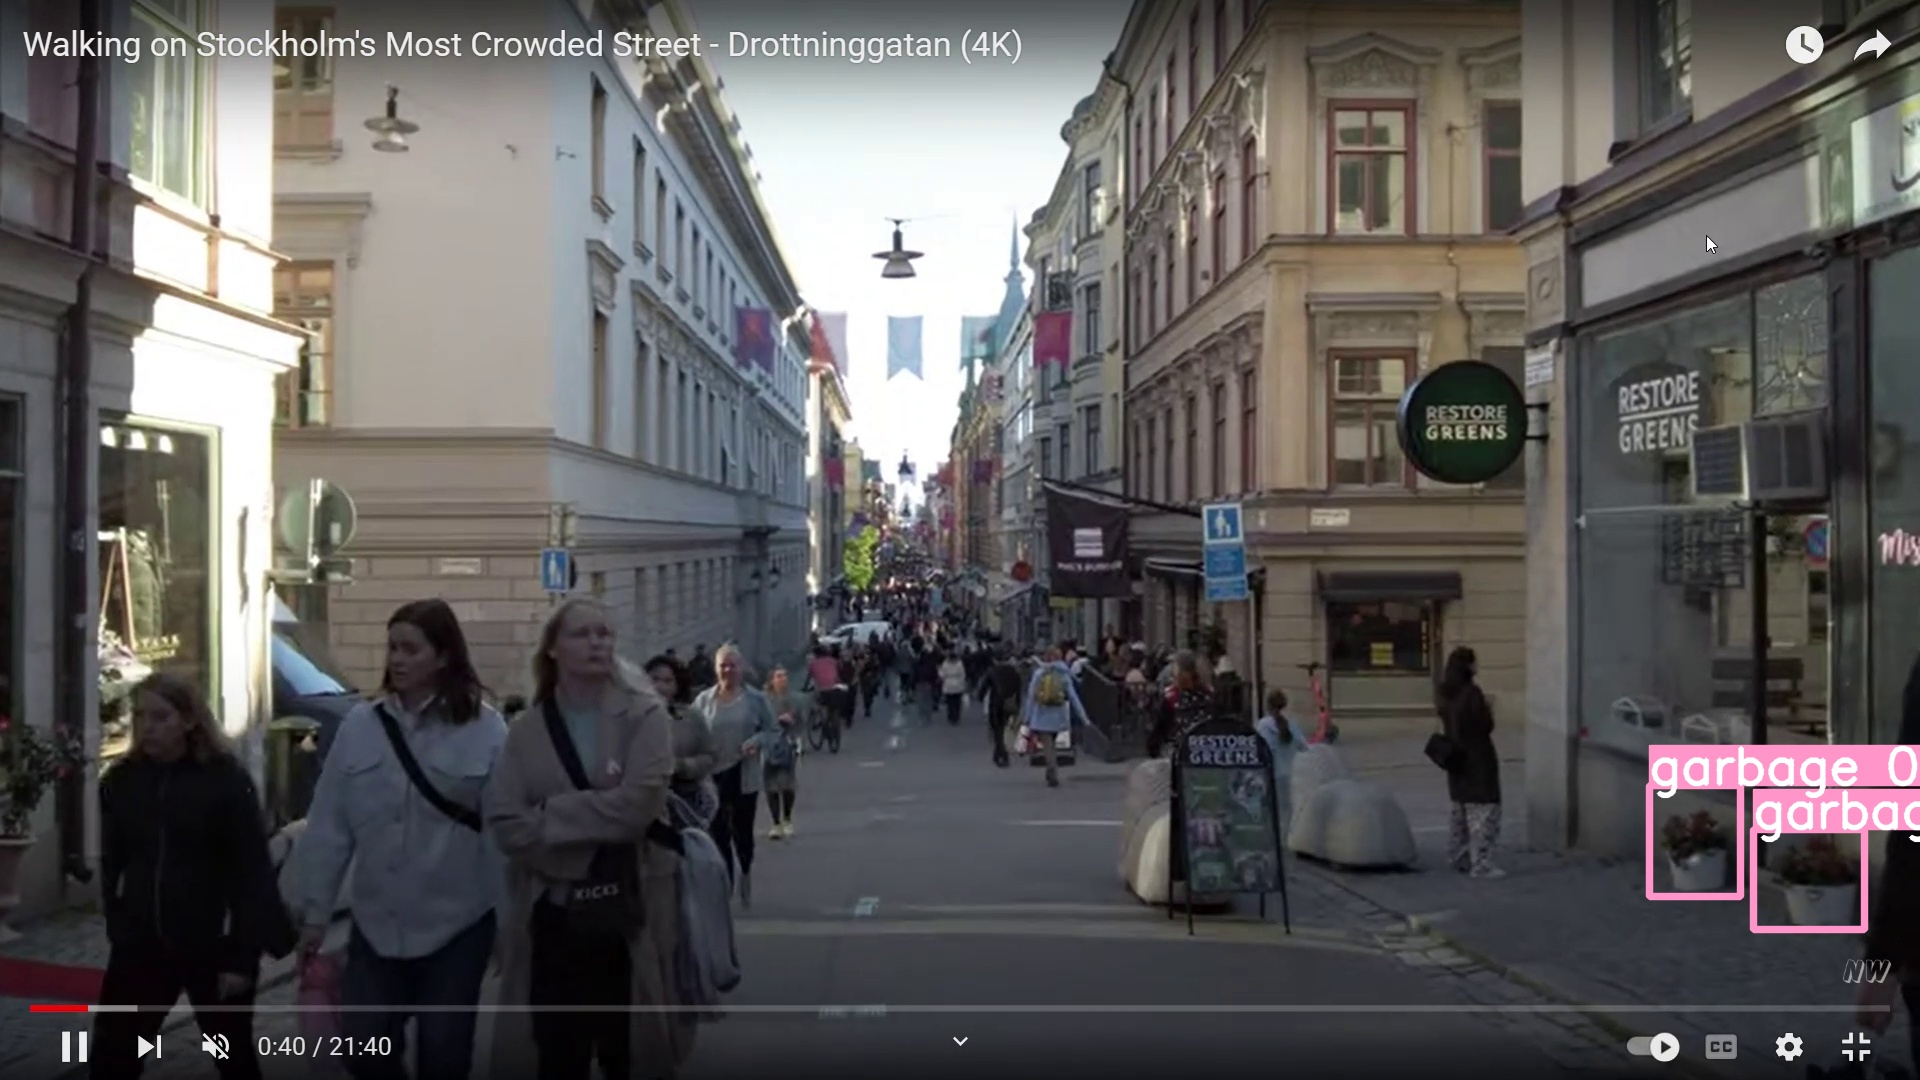 Walking on Stockholm's Most Crowded Street - Drottninggatan (4K)
RESTORE
GREENS
RESTORE
GREENS
KICKS
RESTORE
GREENS
garbage 0
garbag
NW
0:40 / 21:40
CC